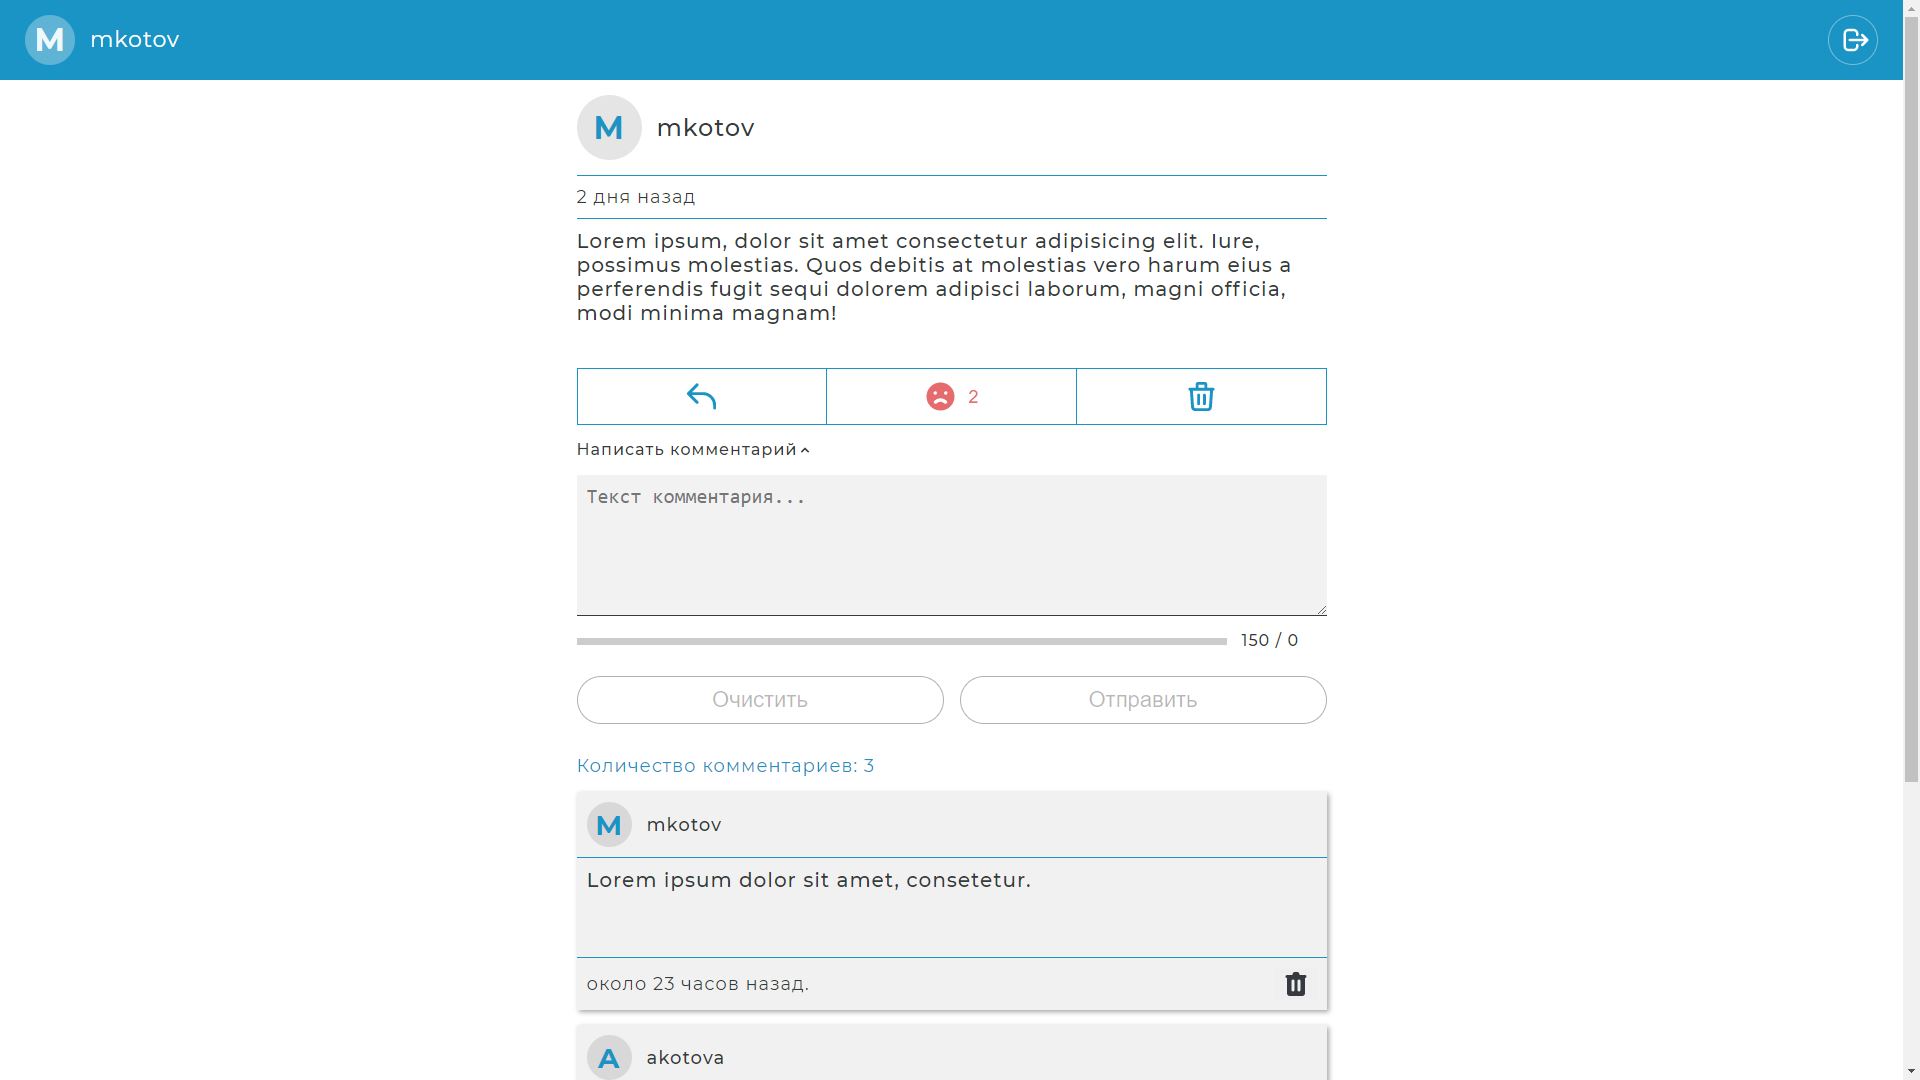 M mkotov
M mkotov
2 дня назад
Lorem ipsum, dolor sit amet consectetur adipisicing elit. Iure,
possimus molestias. Quos debitis at molestias vero harum eius a
perferendis fugit sequi dolorem adipisci laborum, magni officia,
modi minima magnam!
2
Написать комментарий
Текст комментария...
150 / 0
Очистить Отправить
Количество комментариев: 3
M mkotov
Lorem ipsum dolor sit amet, consetetur.
около 23 часов назад.
A akotova